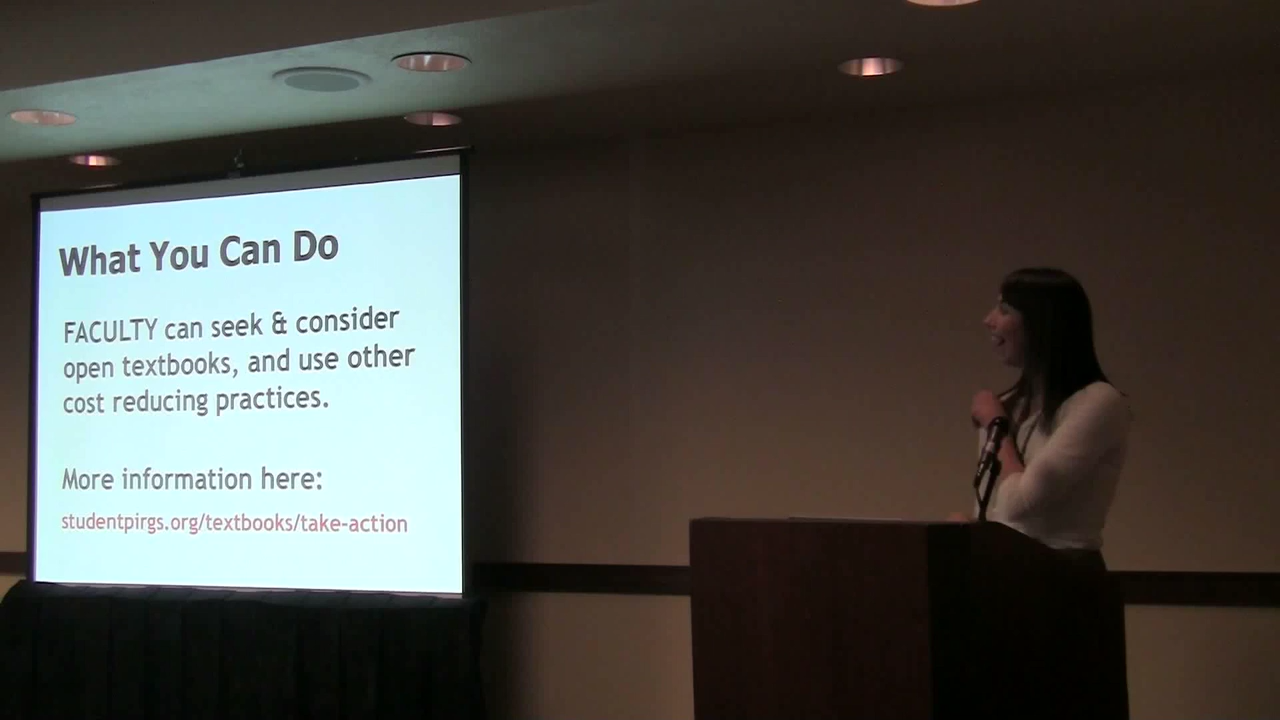 What You Can Do
FACULTY can seek & consider
open textbooks, and use other
cost reducing practices.
More information here:
studentpirgs.org/textbooks/take-action